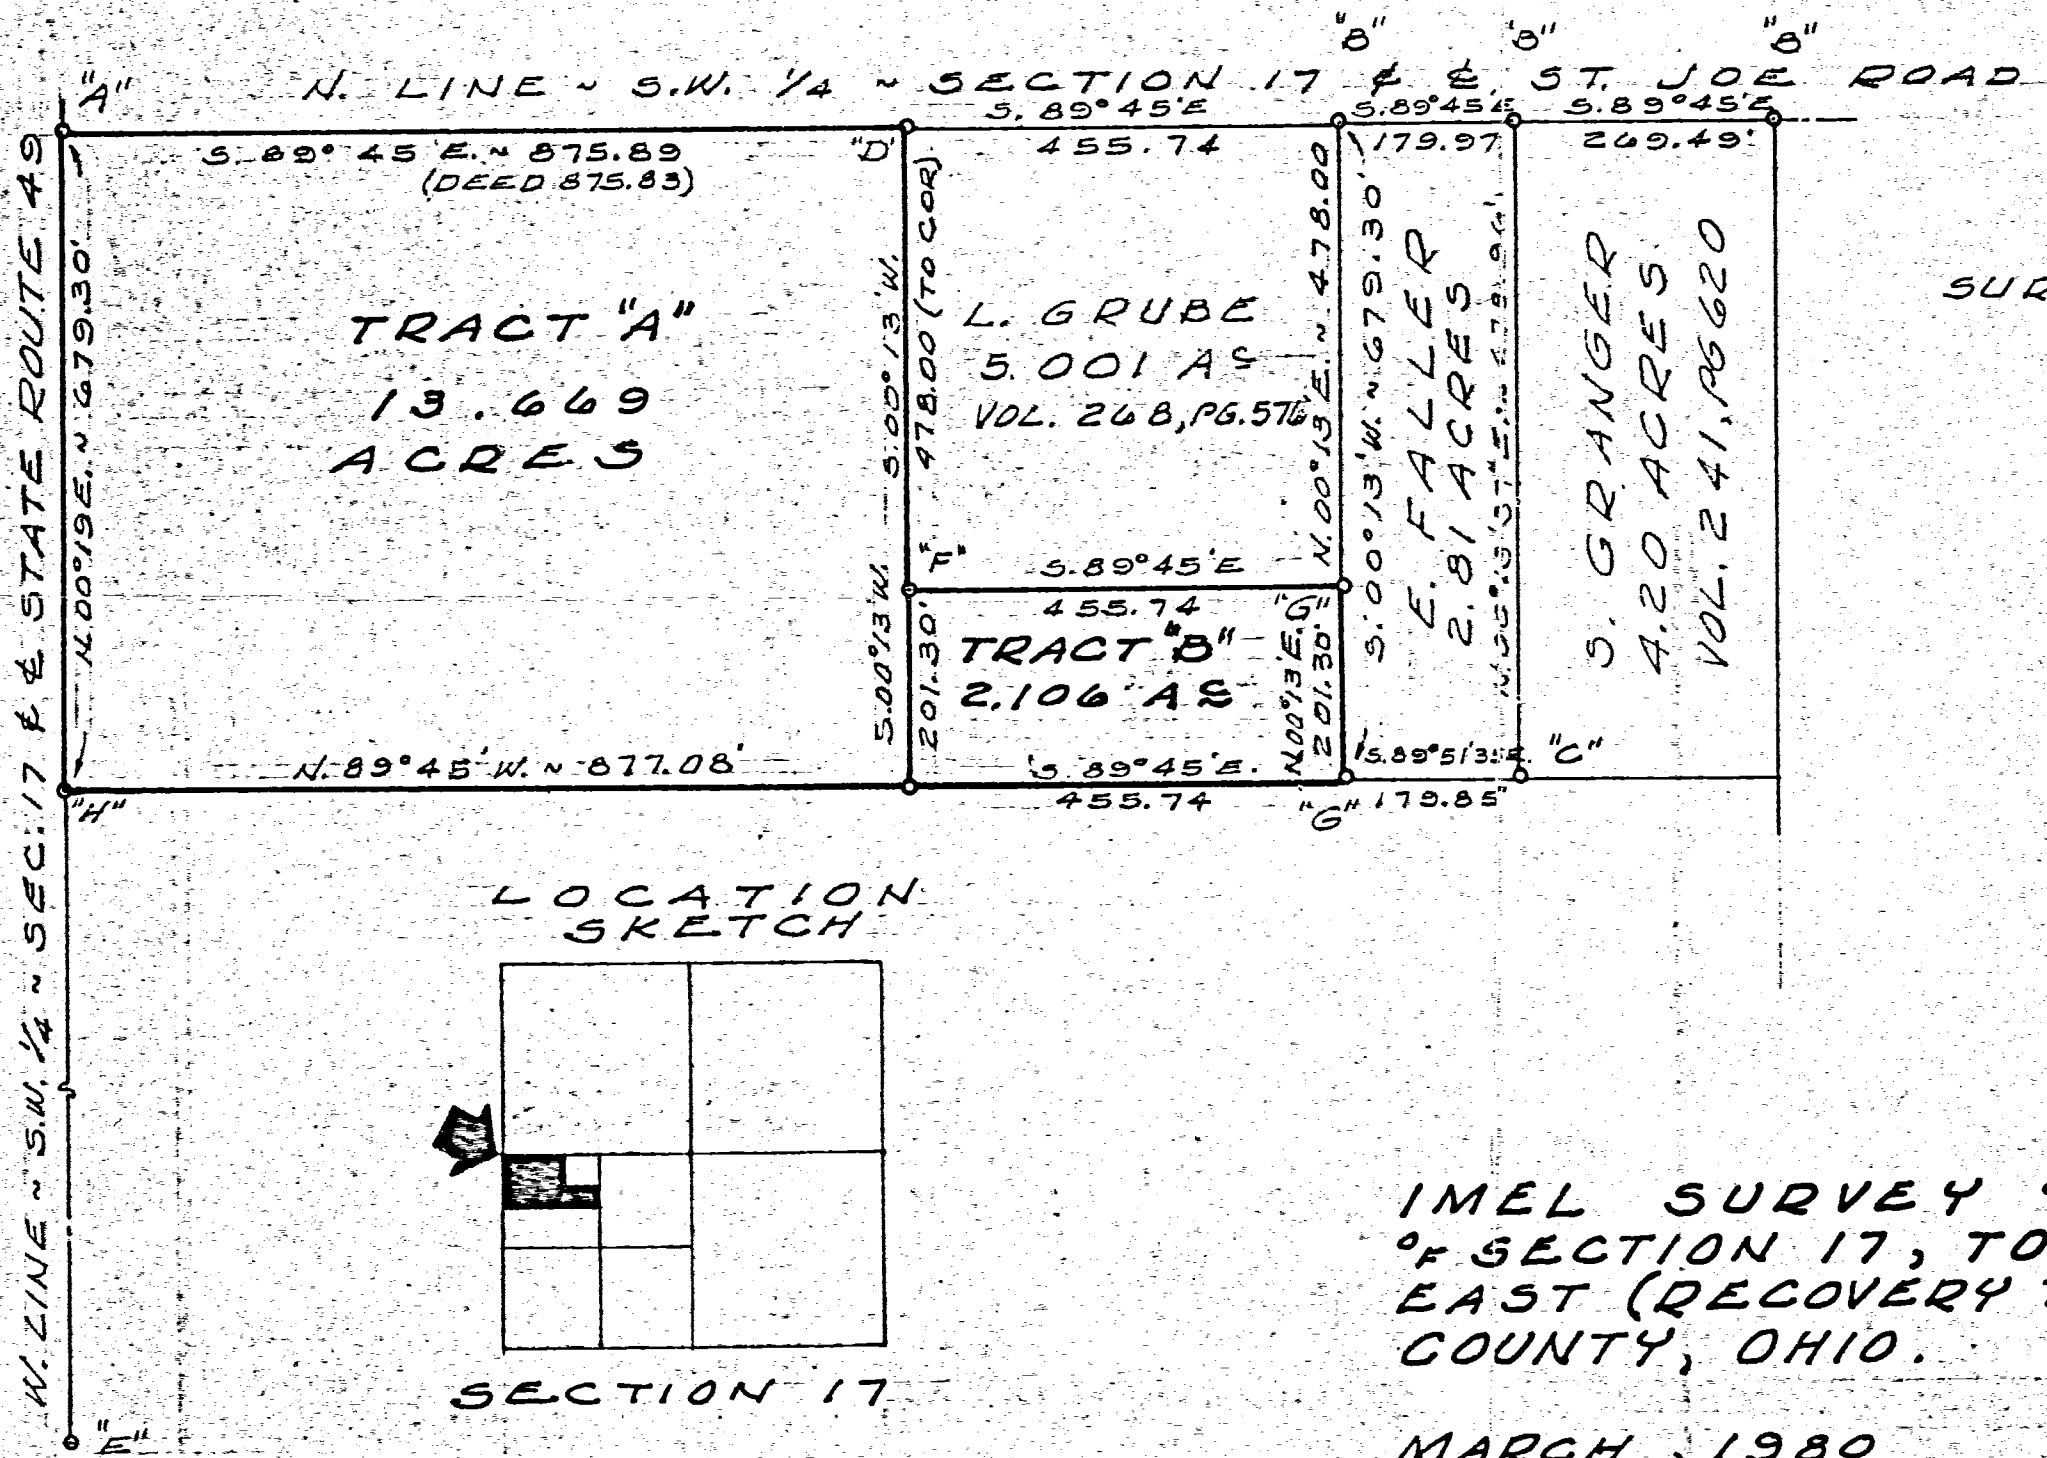 "B" "B" "B"
"A" N. LINE ~ S.W. 1/4 ~ SECTION 17 & ℄ ST. JOE ROAD
S. 89° 45' E S. 89° 45' E S. 89° 45' E
S. 89° 45' E. ~ 875.89 "D" 455.74 179.97 269.49'
(DEED 875.83)
W. LINE ~ S.W. 1/4 ~ SEC. 17 & ℄ STATE ROUTE 49
N.00°19E. ~ 679.30'
TRACT "A"
13.669
ACRES
S.00°13'W.
478.00 (TO COR)
L. GRUBE
5.001 Ac
VOL. 268, PG. 576
N.00°13'E. ~ 478.00
S.00°13'W. ~ 679.30'
E. FALLER
2.81 ACRES
S. GRANGER
4.20 ACRES
VOL. 241, PG 620
SUR
"F" S.89°45'E
455.74 "G"
S.00°13'W.
201.30'
TRACT "B"
2.106 Ac
N.00°13'E.
201.30'
N. 89° 45' W. ~ 877.08' S. 89° 45' E. S.89°51'35"E. "C"
"H" 455.74 "G" 179.85'
LOCATION
SKETCH
SECTION 17
"E"
IMEL SURVEY
OF SECTION 17, TO
EAST (RECOVERY
COUNTY, OHIO.
MARCH, 1980